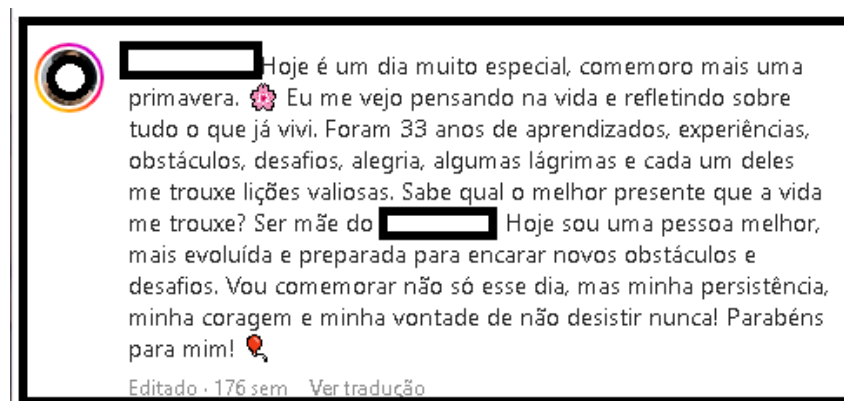 Hoje é um dia muito especial, comemoro mais uma
primavera. 🌸 Eu me vejo pensando na vida e refletindo sobre
tudo o que já vivi. Foram 33 anos de aprendizados, experiências,
obstáculos, desafios, alegria, algumas lágrimas e cada um deles
me trouxe lições valiosas. Sabe qual o melhor presente que a vida
me trouxe? Ser mãe do Hoje sou uma pessoa melhor,
mais evoluída e preparada para encarar novos obstáculos e
desafios. Vou comemorar não só esse dia, mas minha persistência,
minha coragem e minha vontade de não desistir nunca! Parabéns
para mim! 🎈
Editado · 176 sem Ver tradução